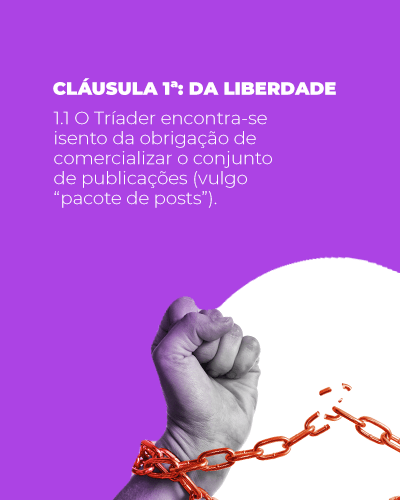 CLÁUSULA 1ª: DA LIBERDADE
1.1 O Tríader encontra-se
isento da obrigação de
comercializar o conjunto
de publicações (vulgo
“pacote de posts”).